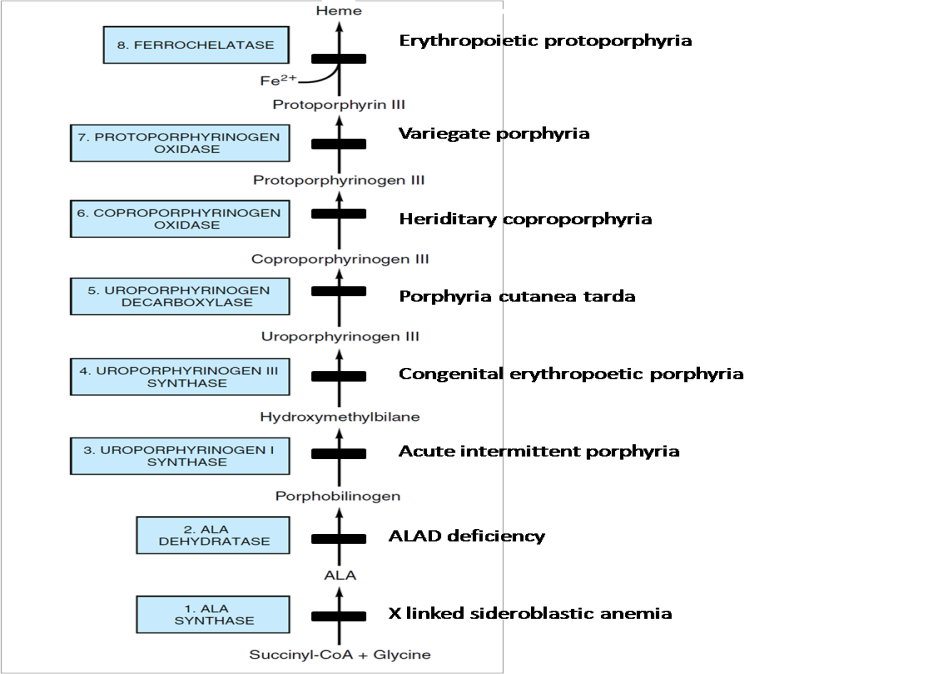 Heme
8. FERROCHELATASE
Erythropoietic protoporphyria
Fe2+
Protoporphyrin III
7. PROTOPORPHYRINOGEN
OXIDASE
Variegate porphyria
Protoporphyrinogen III
6. COPROPORPHYRINOGEN
OXIDASE
Heriditary coproporphyria
Coproporphyrinogen III
5. UROPORPHYRINOGEN
DECARBOXYLASE
Porphyria cutanea tarda
Uroporphyrinogen III
4. UROPORPHYRINOGEN III
SYNTHASE
Congenital erythropoetic porphyria
Hydroxymethylbilane
3. UROPORPHYRINOGEN I
SYNTHASE
Acute intermittent porphyria
Porphobilinogen
2. ALA
DEHYDRATASE
ALAD deficiency
ALA
1. ALA
SYNTHASE
X linked sideroblastic anemia
Succinyl-CoA + Glycine